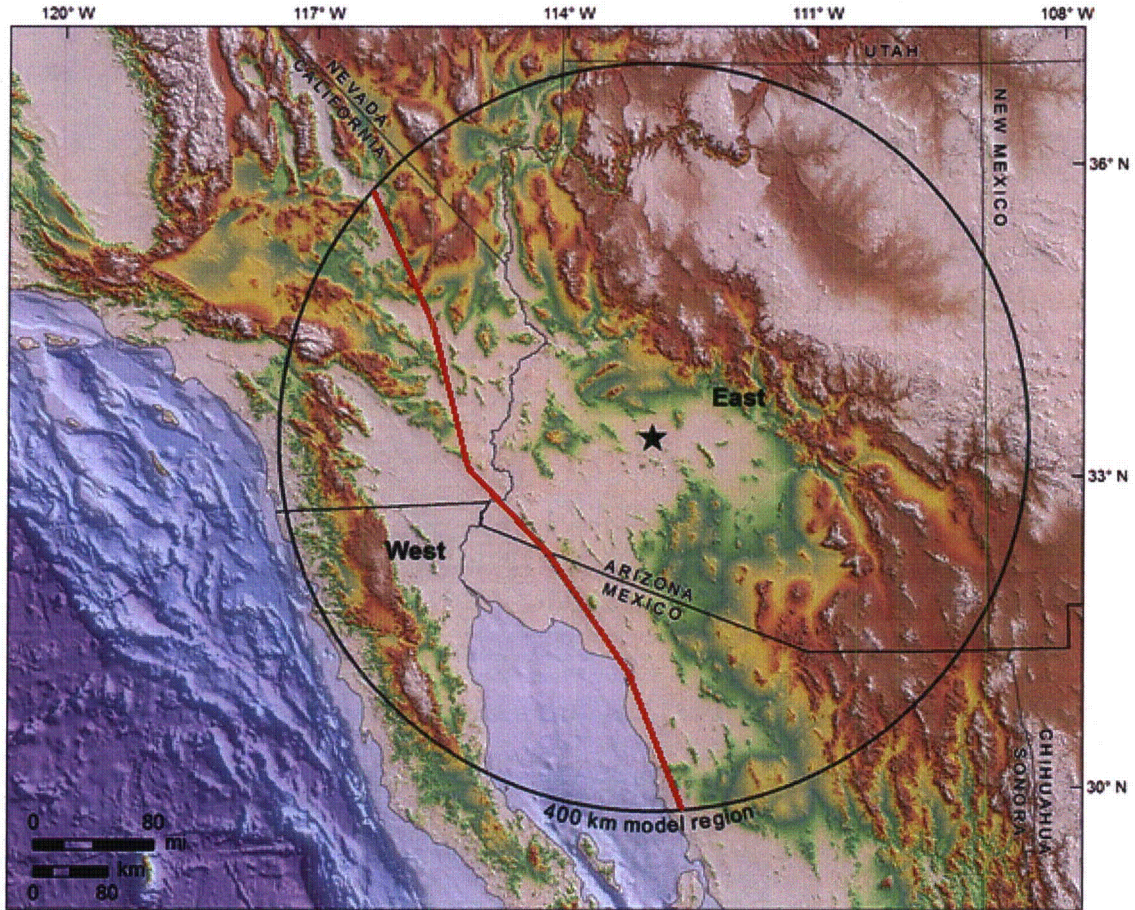 120° W 117° W 114° W 111° W 108° W
UTAH
NEVADA
CALIFORNIA
NEW MEXICO
36° N
East
33° N
West
ARIZONA
MEXICO
30° N
400 km model region
CHIHUAHUA
SONORA
0 80
mi
km
0 80